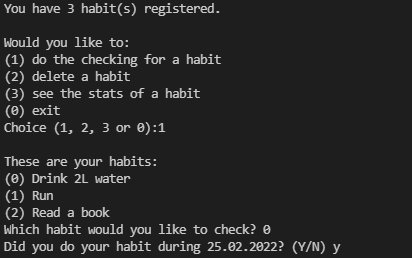 You have 3 habit(s) registered.
Would you like to:
(1) do the checking for a habit
(2) delete a habit
(3) see the stats of a habit
(0) exit
Choice (1, 2, 3 or 0):1
These are your habits:
(0) Drink 2L water
(1) Run
(2) Read a book
Which habit would you like to check? 0
Did you do your habit during 25.02.2022? (Y/N) y